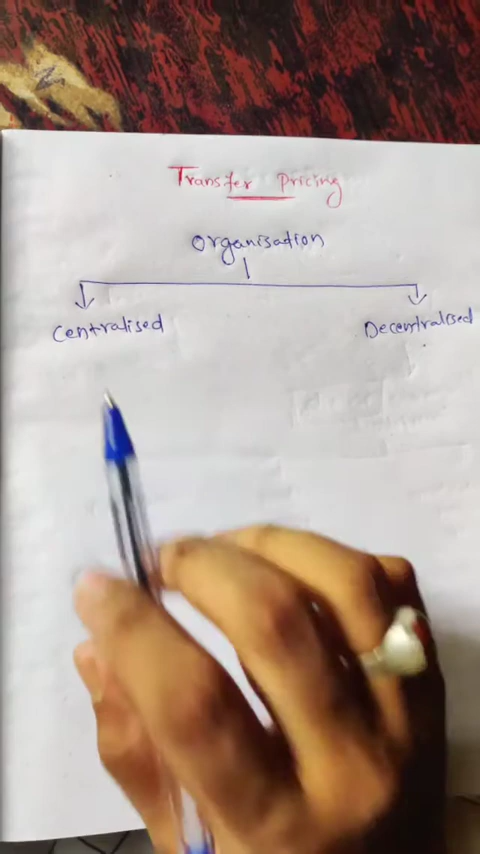 Transfer Pricing
Organisation
Centralised
Decentralised